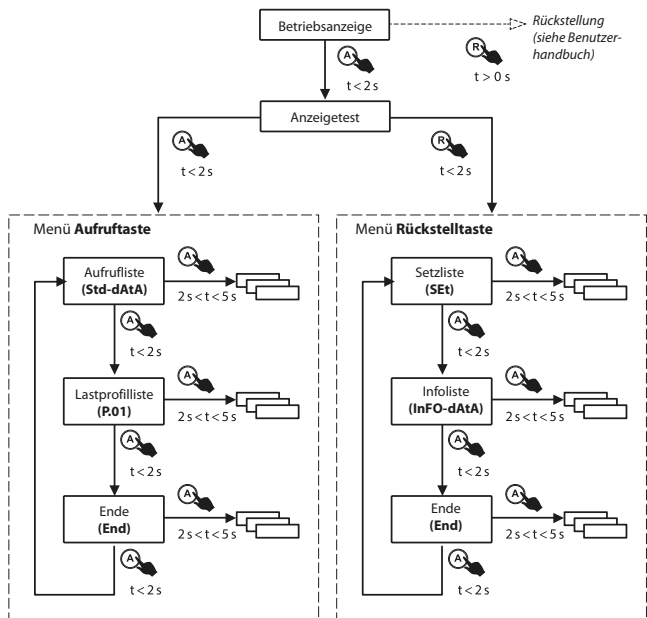 Betriebsanzeige
Rückstellung
(siehe Benutzer-
handbuch)
A
t < 2 s
R
t > 0 s
Anzeigetest
A
t < 2 s
R
t < 2 s
Menü Aufruftaste
Aufrufliste
(Std-dAtA)
A
2 s < t < 5 s
A
t < 2 s
Lastprofilliste
(P.01)
A
2 s < t < 5 s
A
t < 2 s
Ende
(End)
A
2 s < t < 5 s
A
t < 2 s
Menü Rückstelltaste
Setzliste
(SEt)
A
2 s < t < 5 s
A
t < 2 s
Infoliste
(InFO-dAtA)
A
2 s < t < 5 s
A
t < 2 s
Ende
(End)
A
2 s < t < 5 s
A
t < 2 s